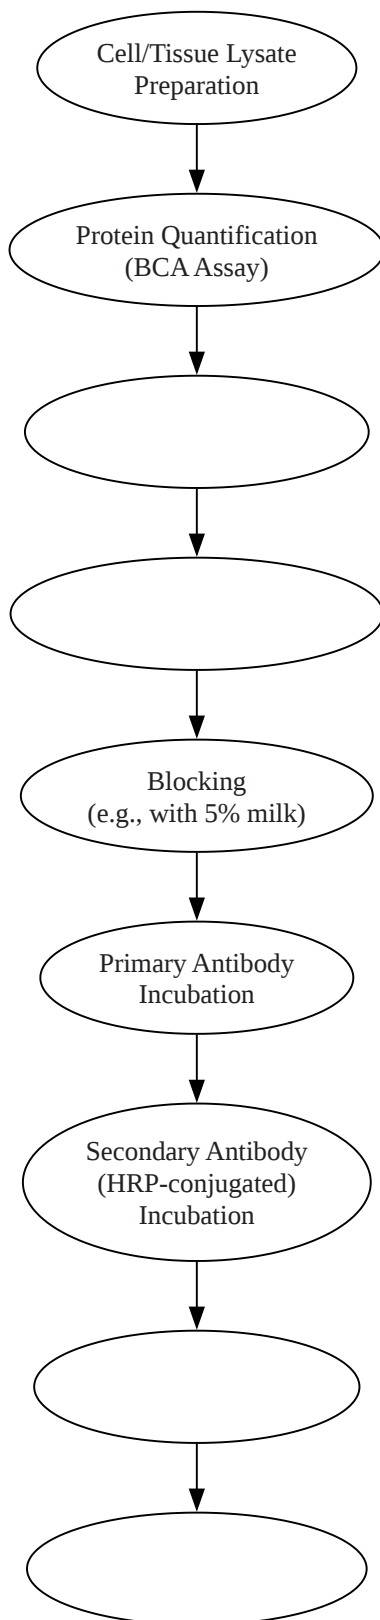 Cell/Tissue Lysate
Preparation
Protein Quantification
(BCA Assay)
Blocking
(e.g., with 5% milk)
Primary Antibody
Incubation
Secondary Antibody
(HRP-conjugated)
Incubation